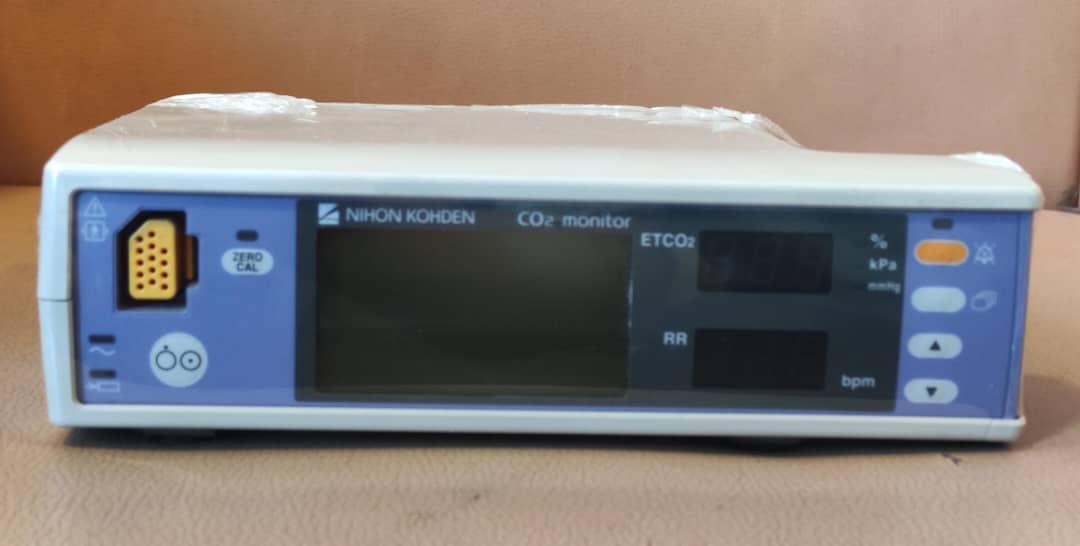 NIHON KOHDEN CO₂ monitor
ZERO
CAL
ETCO₂
%
kPa
mmHg
RR
bpm